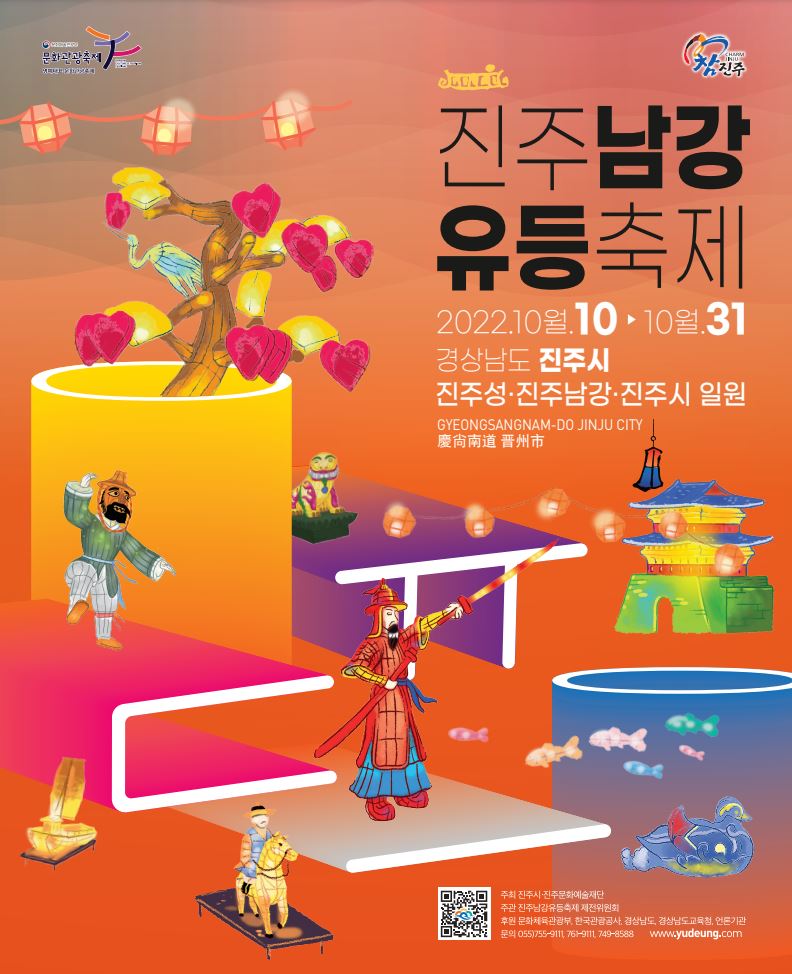 문화관광축제
CHARM
JINJU
참진주
진주남강
유등축제
2022.10월.10 ▸ 10월.31
경상남도 진주시
진주성·진주남강·진주시 일원
GYEONGSANGNAM-DO JINJU CITY
慶尙南道 晋州市
주최 진주시·진주문화예술재단
주관 진주남강유등축제 제전위원회
후원 문화체육관광부, 한국관광공사, 경상남도, 경상남도교육청, 언론기관
문의 055)755-9111, 761-9111, 749-8588 www.yudeung.com